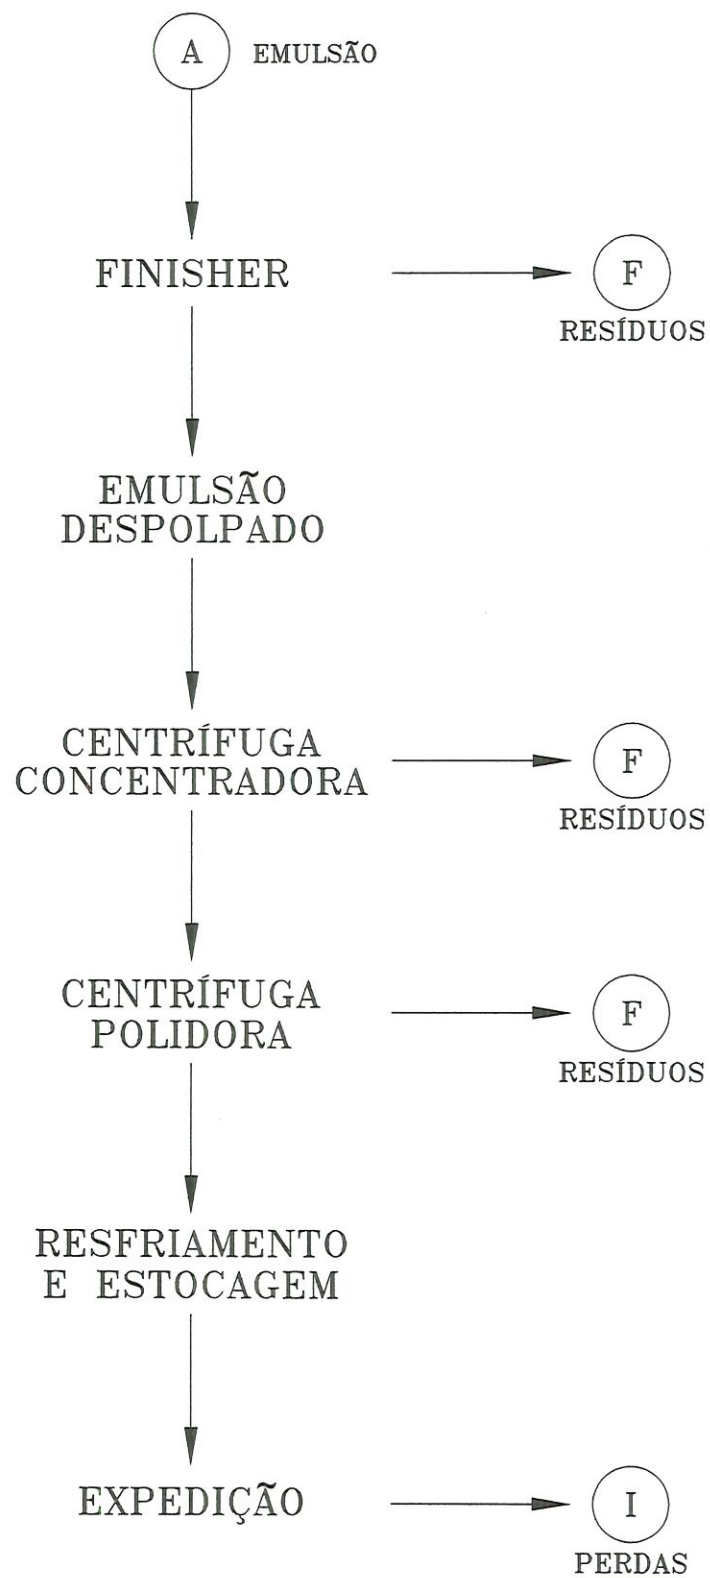 A EMULSÃO
FINISHER
F
RESÍDUOS
EMULSÃO
DESPOLPADO
CENTRÍFUGA
CONCENTRADORA
F
RESÍDUOS
CENTRÍFUGA
POLIDORA
F
RESÍDUOS
RESFRIAMENTO
E ESTOCAGEM
EXPEDIÇÃO
I
PERDAS